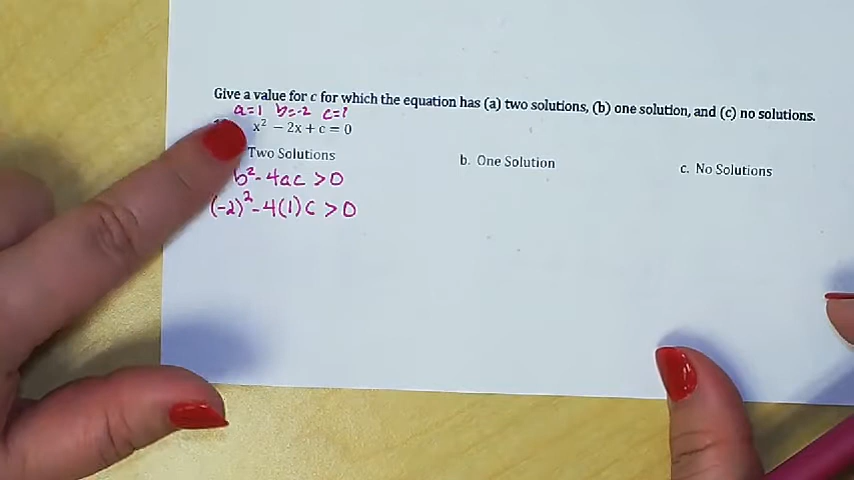 Give a value for c for which the equation has (a) two solutions, (b) one solution, and (c) no solutions.
a=1 b=-2 c=?
x² − 2x + c = 0
Two Solutions
b. One Solution
c. No Solutions
b²-4ac >0
(-2)²-4(1)c >0